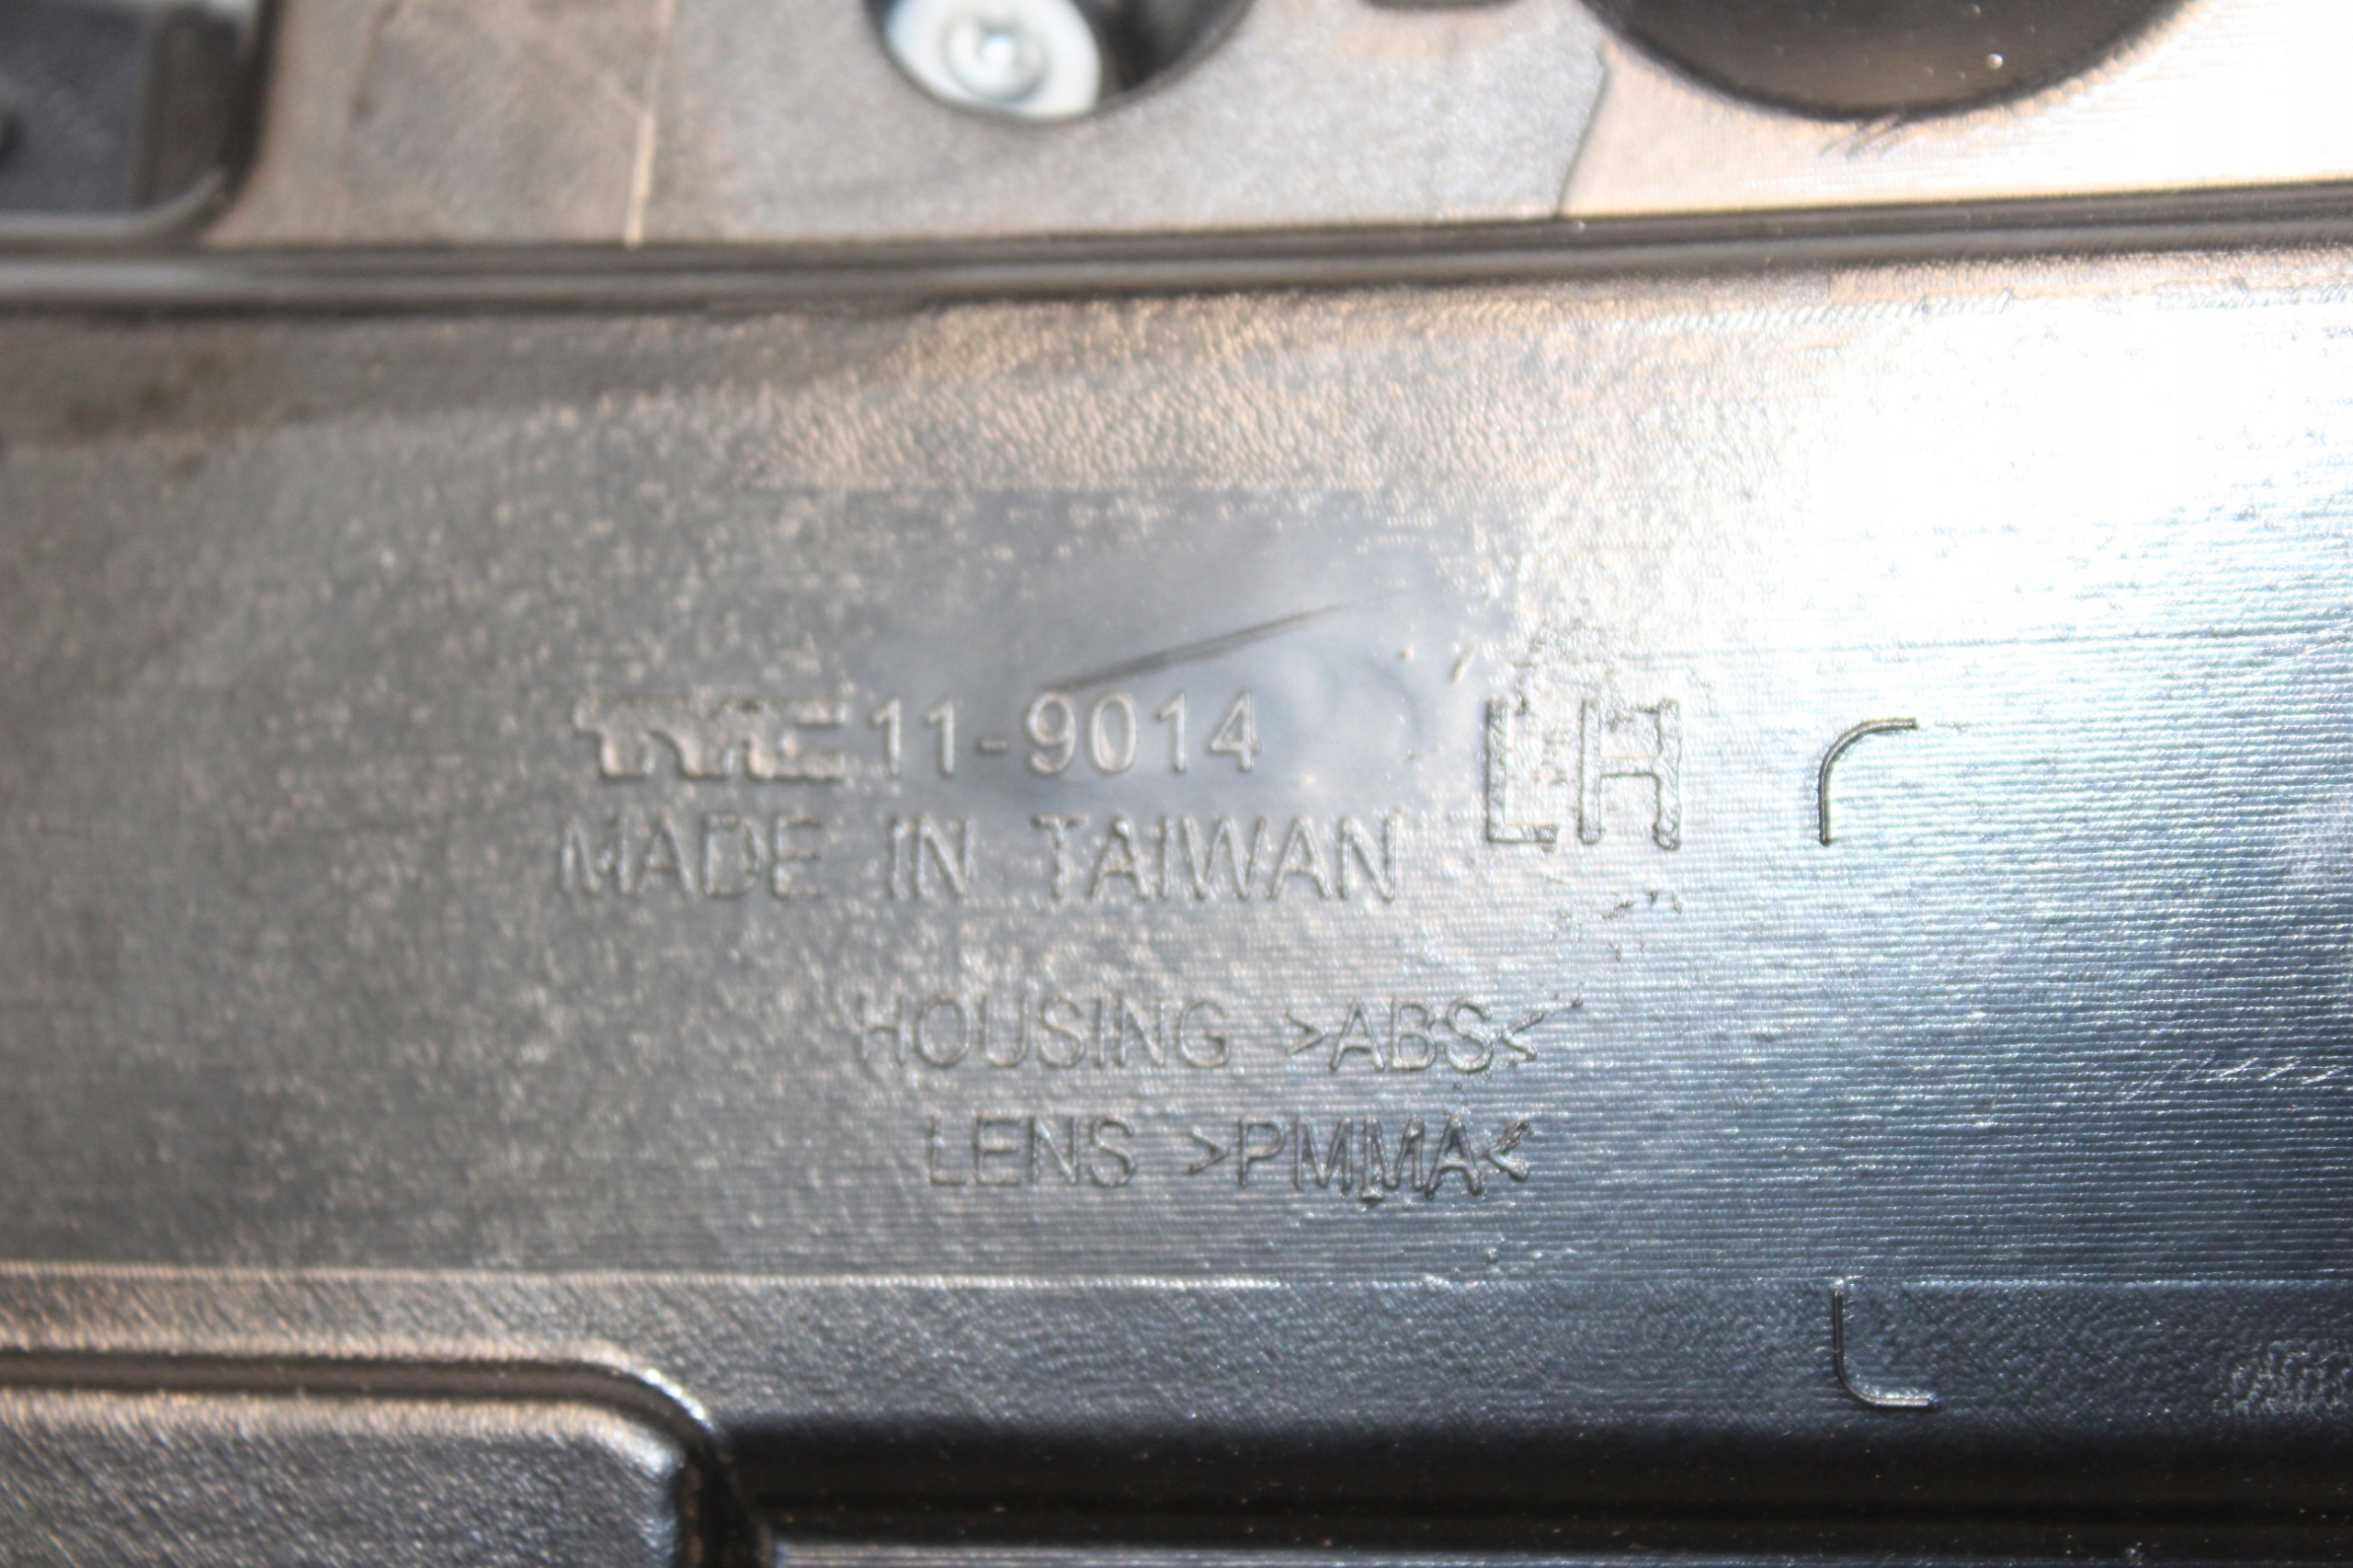 TYC 11-9014 LH
MADE IN TAIWAN
HOUSING >ABS<
LENS >PMMA<